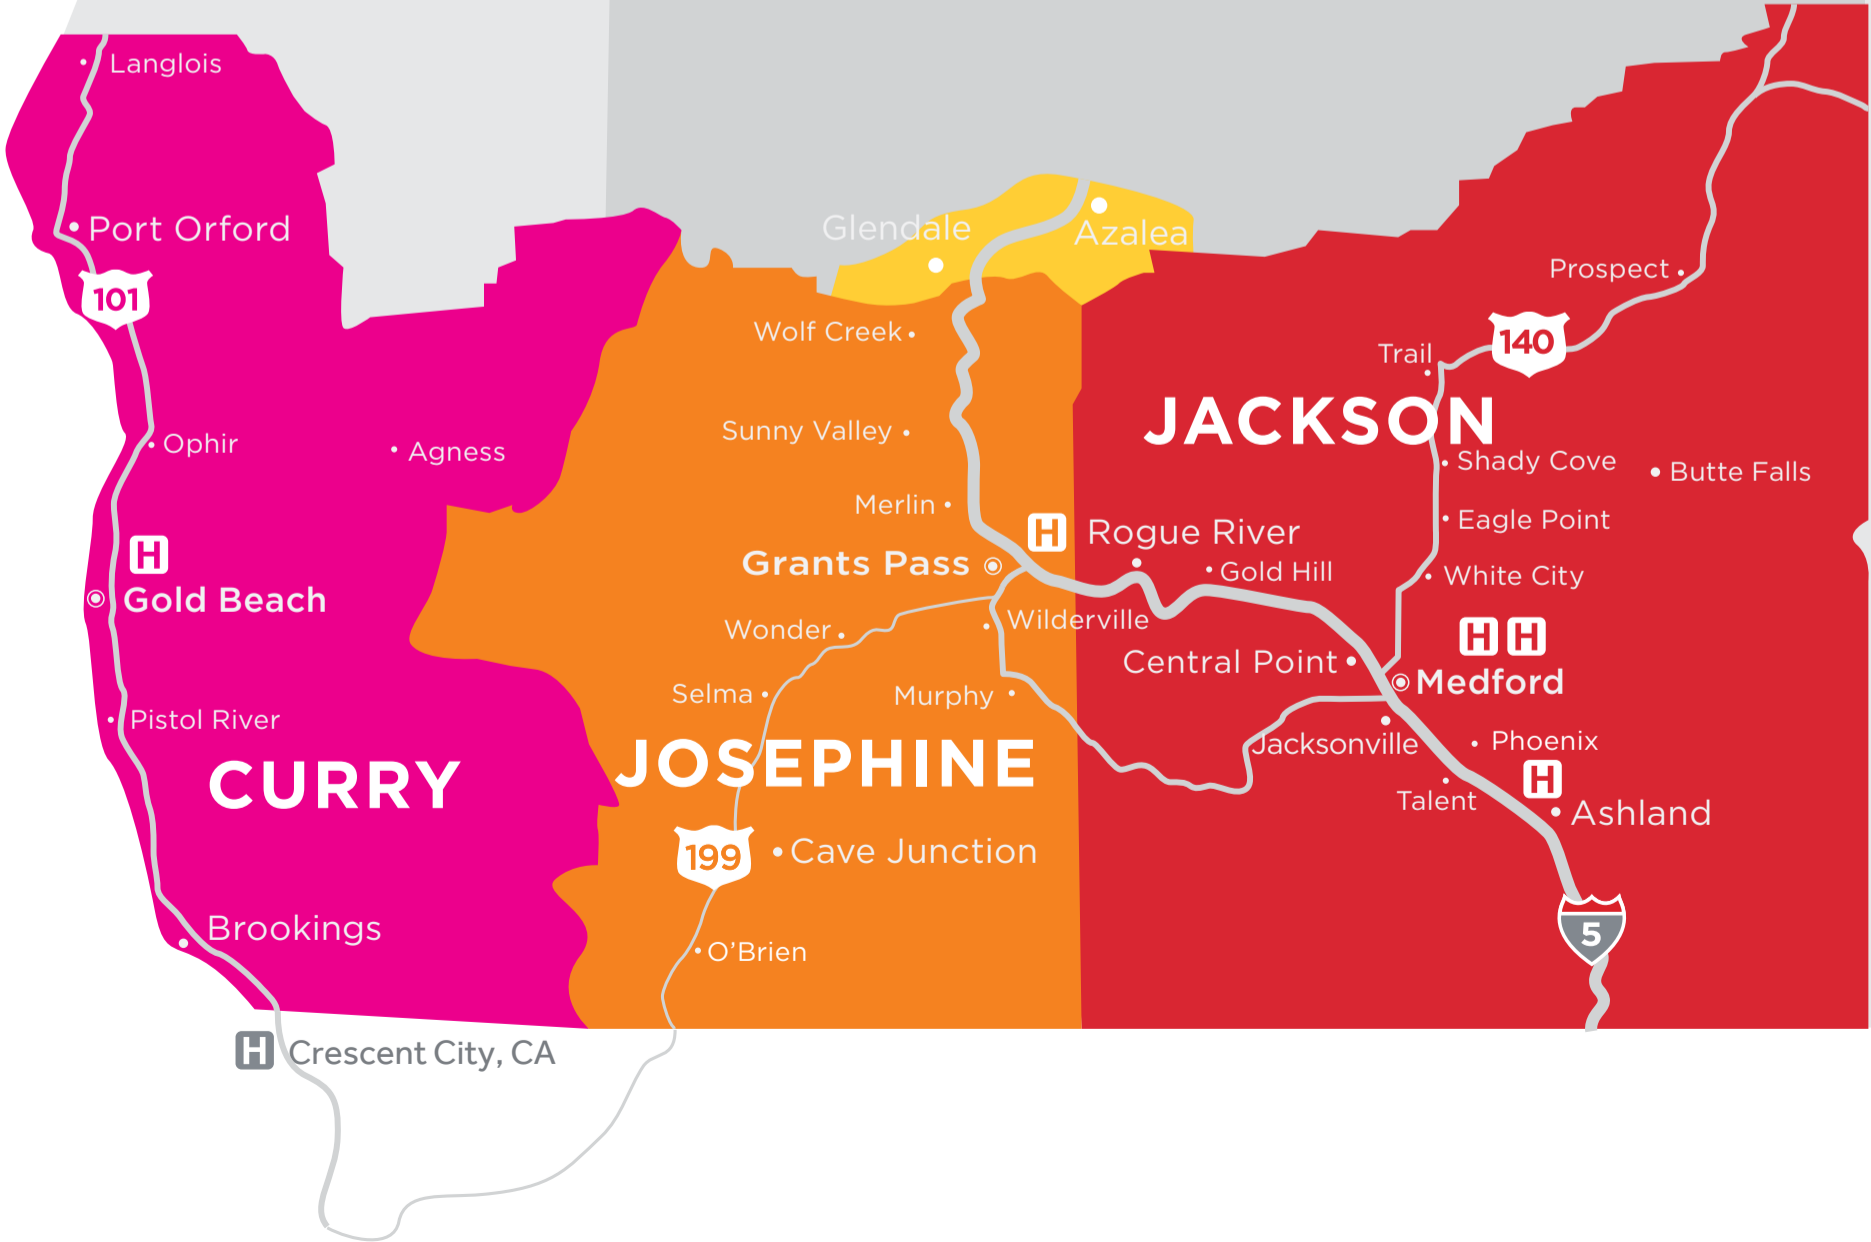 Langlois
Port Orford
101
Ophir
Agness
H
Gold Beach
Pistol River
CURRY
Brookings
H Crescent City, CA
Glendale
Azalea
Wolf Creek
Sunny Valley
Merlin
H
Grants Pass
Wonder
Wilderville
Selma
Murphy
JOSEPHINE
199
Cave Junction
O’Brien
Prospect
140
Trail
JACKSON
Shady Cove
Butte Falls
Eagle Point
Rogue River
Gold Hill
White City
H H
Central Point
Medford
Jacksonville
Phoenix
H
Talent
Ashland
5